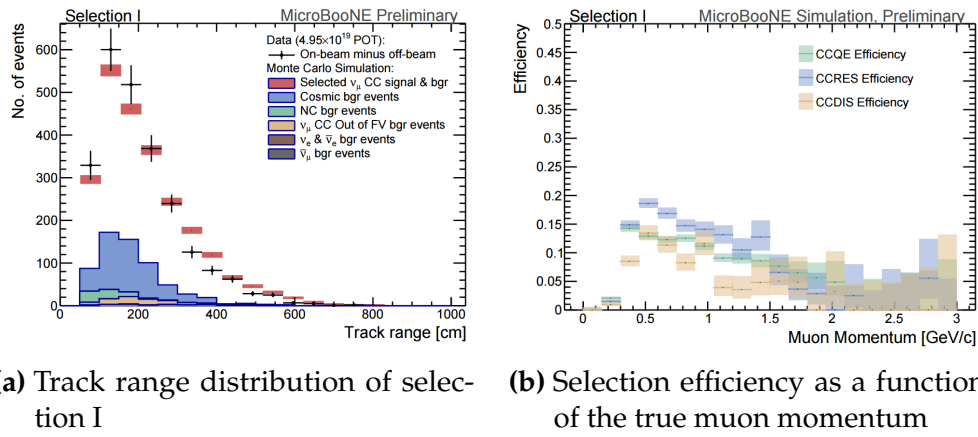 Selection I MicroBooNE Preliminary
Data (4.95×10¹⁹ POT):
On-beam minus off-beam
Monte Carlo Simulation:
Selected νμ CC signal & bgr
Cosmic bgr events
NC bgr events
νμ CC Out of FV bgr events
νe & ν̄e bgr events
ν̄μ bgr events
No. of events
600
500
400
300
200
100
0
0 200 400 600 800 1000
Track range [cm]
Selection I MicroBooNE Simulation, Preliminary
CCQE Efficiency
CCRES Efficiency
CCDIS Efficiency
Efficiency
0.5
0.45
0.4
0.35
0.3
0.25
0.2
0.15
0.1
0.05
0
0 0.5 1 1.5 2 2.5 3
Muon Momentum [GeV/c]
(a) Track range distribution of selec-
tion I
(b) Selection efficiency as a function
of the true muon momentum